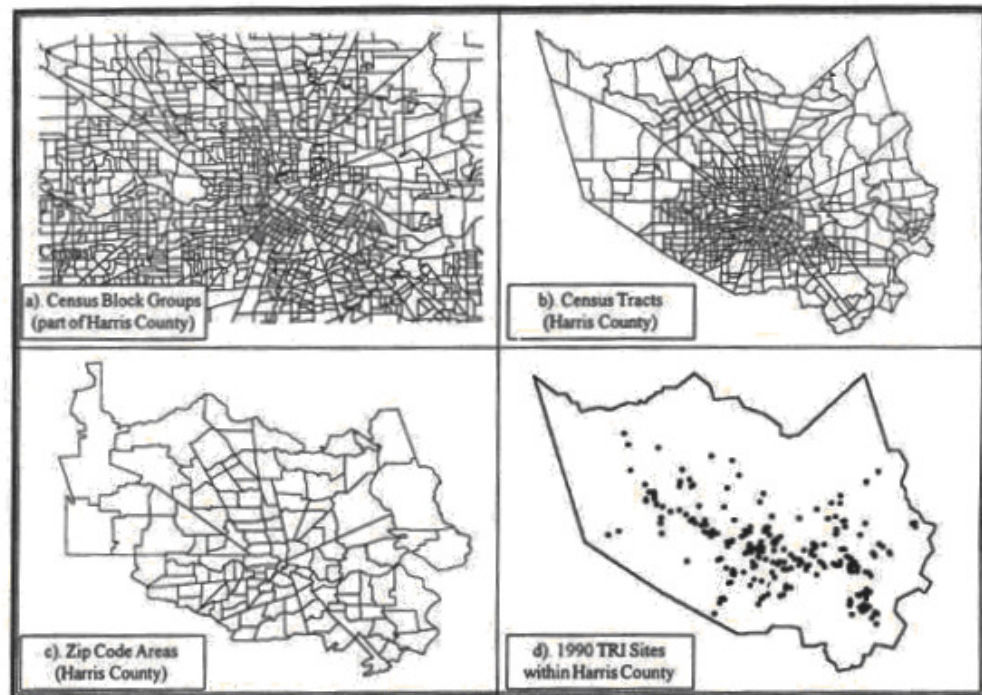 a). Census Block Groups
(part of Harris County)
b). Census Tracts
(Harris County)
c). Zip Code Areas
(Harris County)
d). 1990 TRI Sites
within Harris County